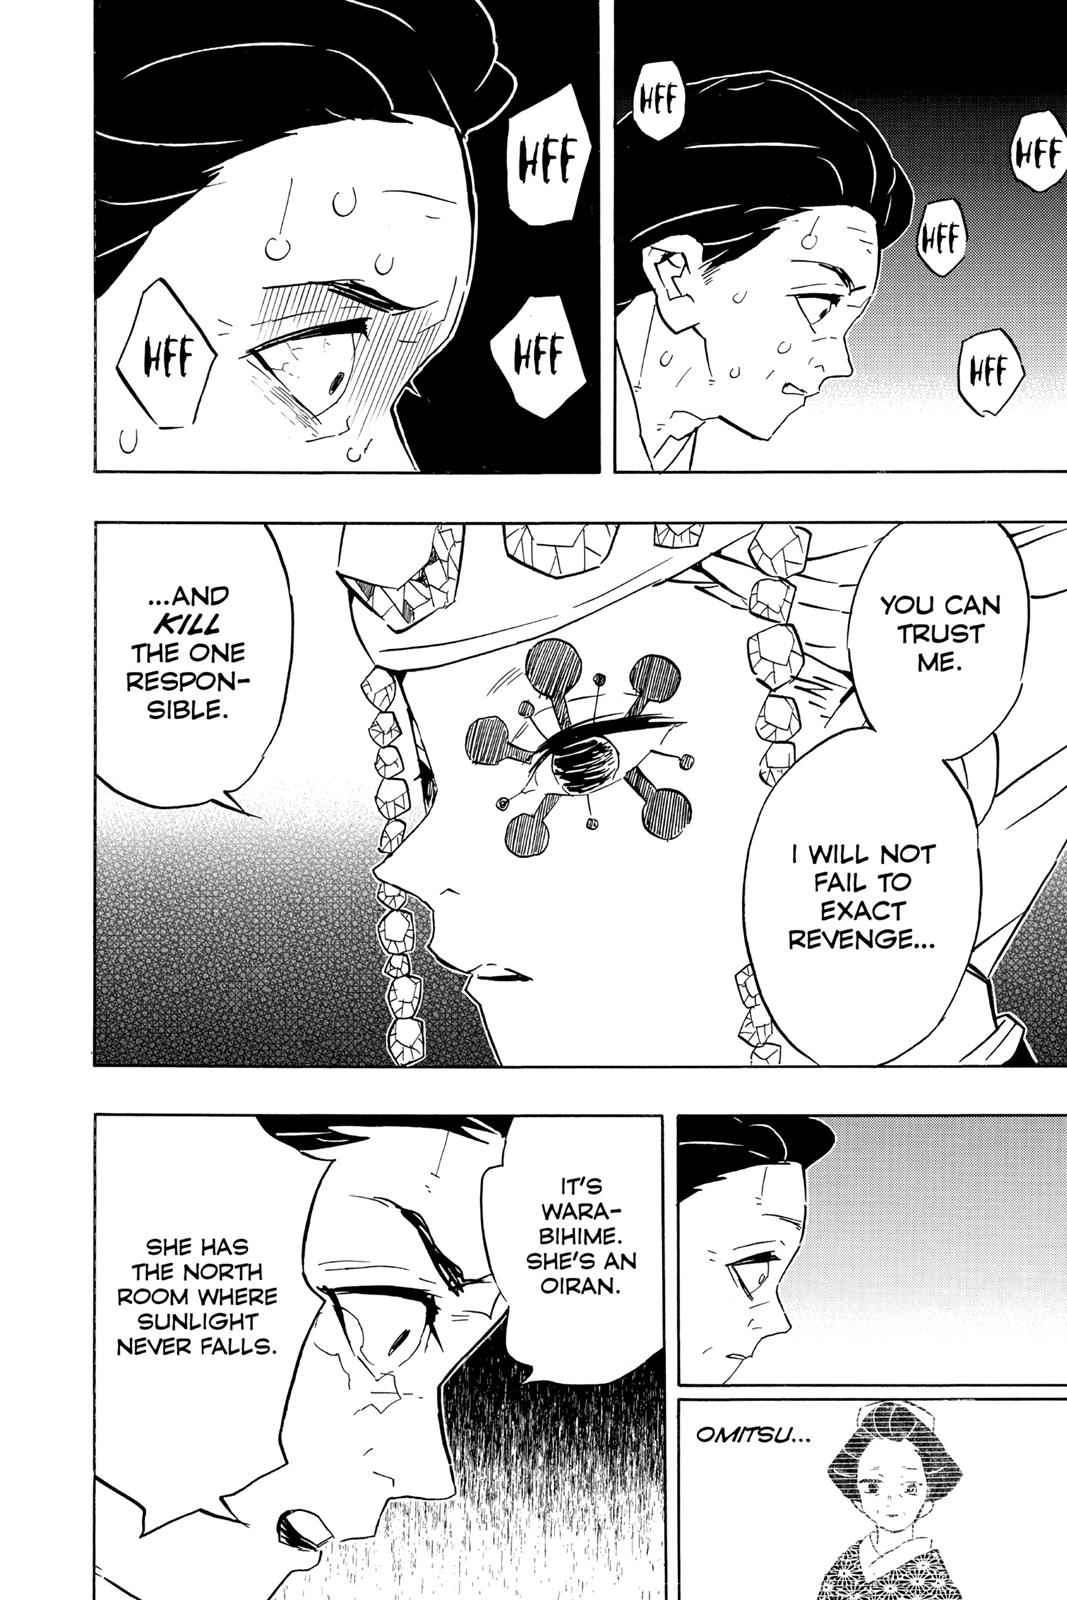 HFF
HFF
HFF
HFF
HFF
HFF
HFF
YOU CAN
TRUST
ME.
I WILL NOT
FAIL TO
EXACT
REVENGE...
...AND
KILL
THE ONE
RESPON-
SIBLE.
OMITSU...
IT'S
WARA-
BIHIME.
SHE'S AN
OIRAN.
SHE HAS
THE NORTH
ROOM WHERE
SUNLIGHT
NEVER FALLS.